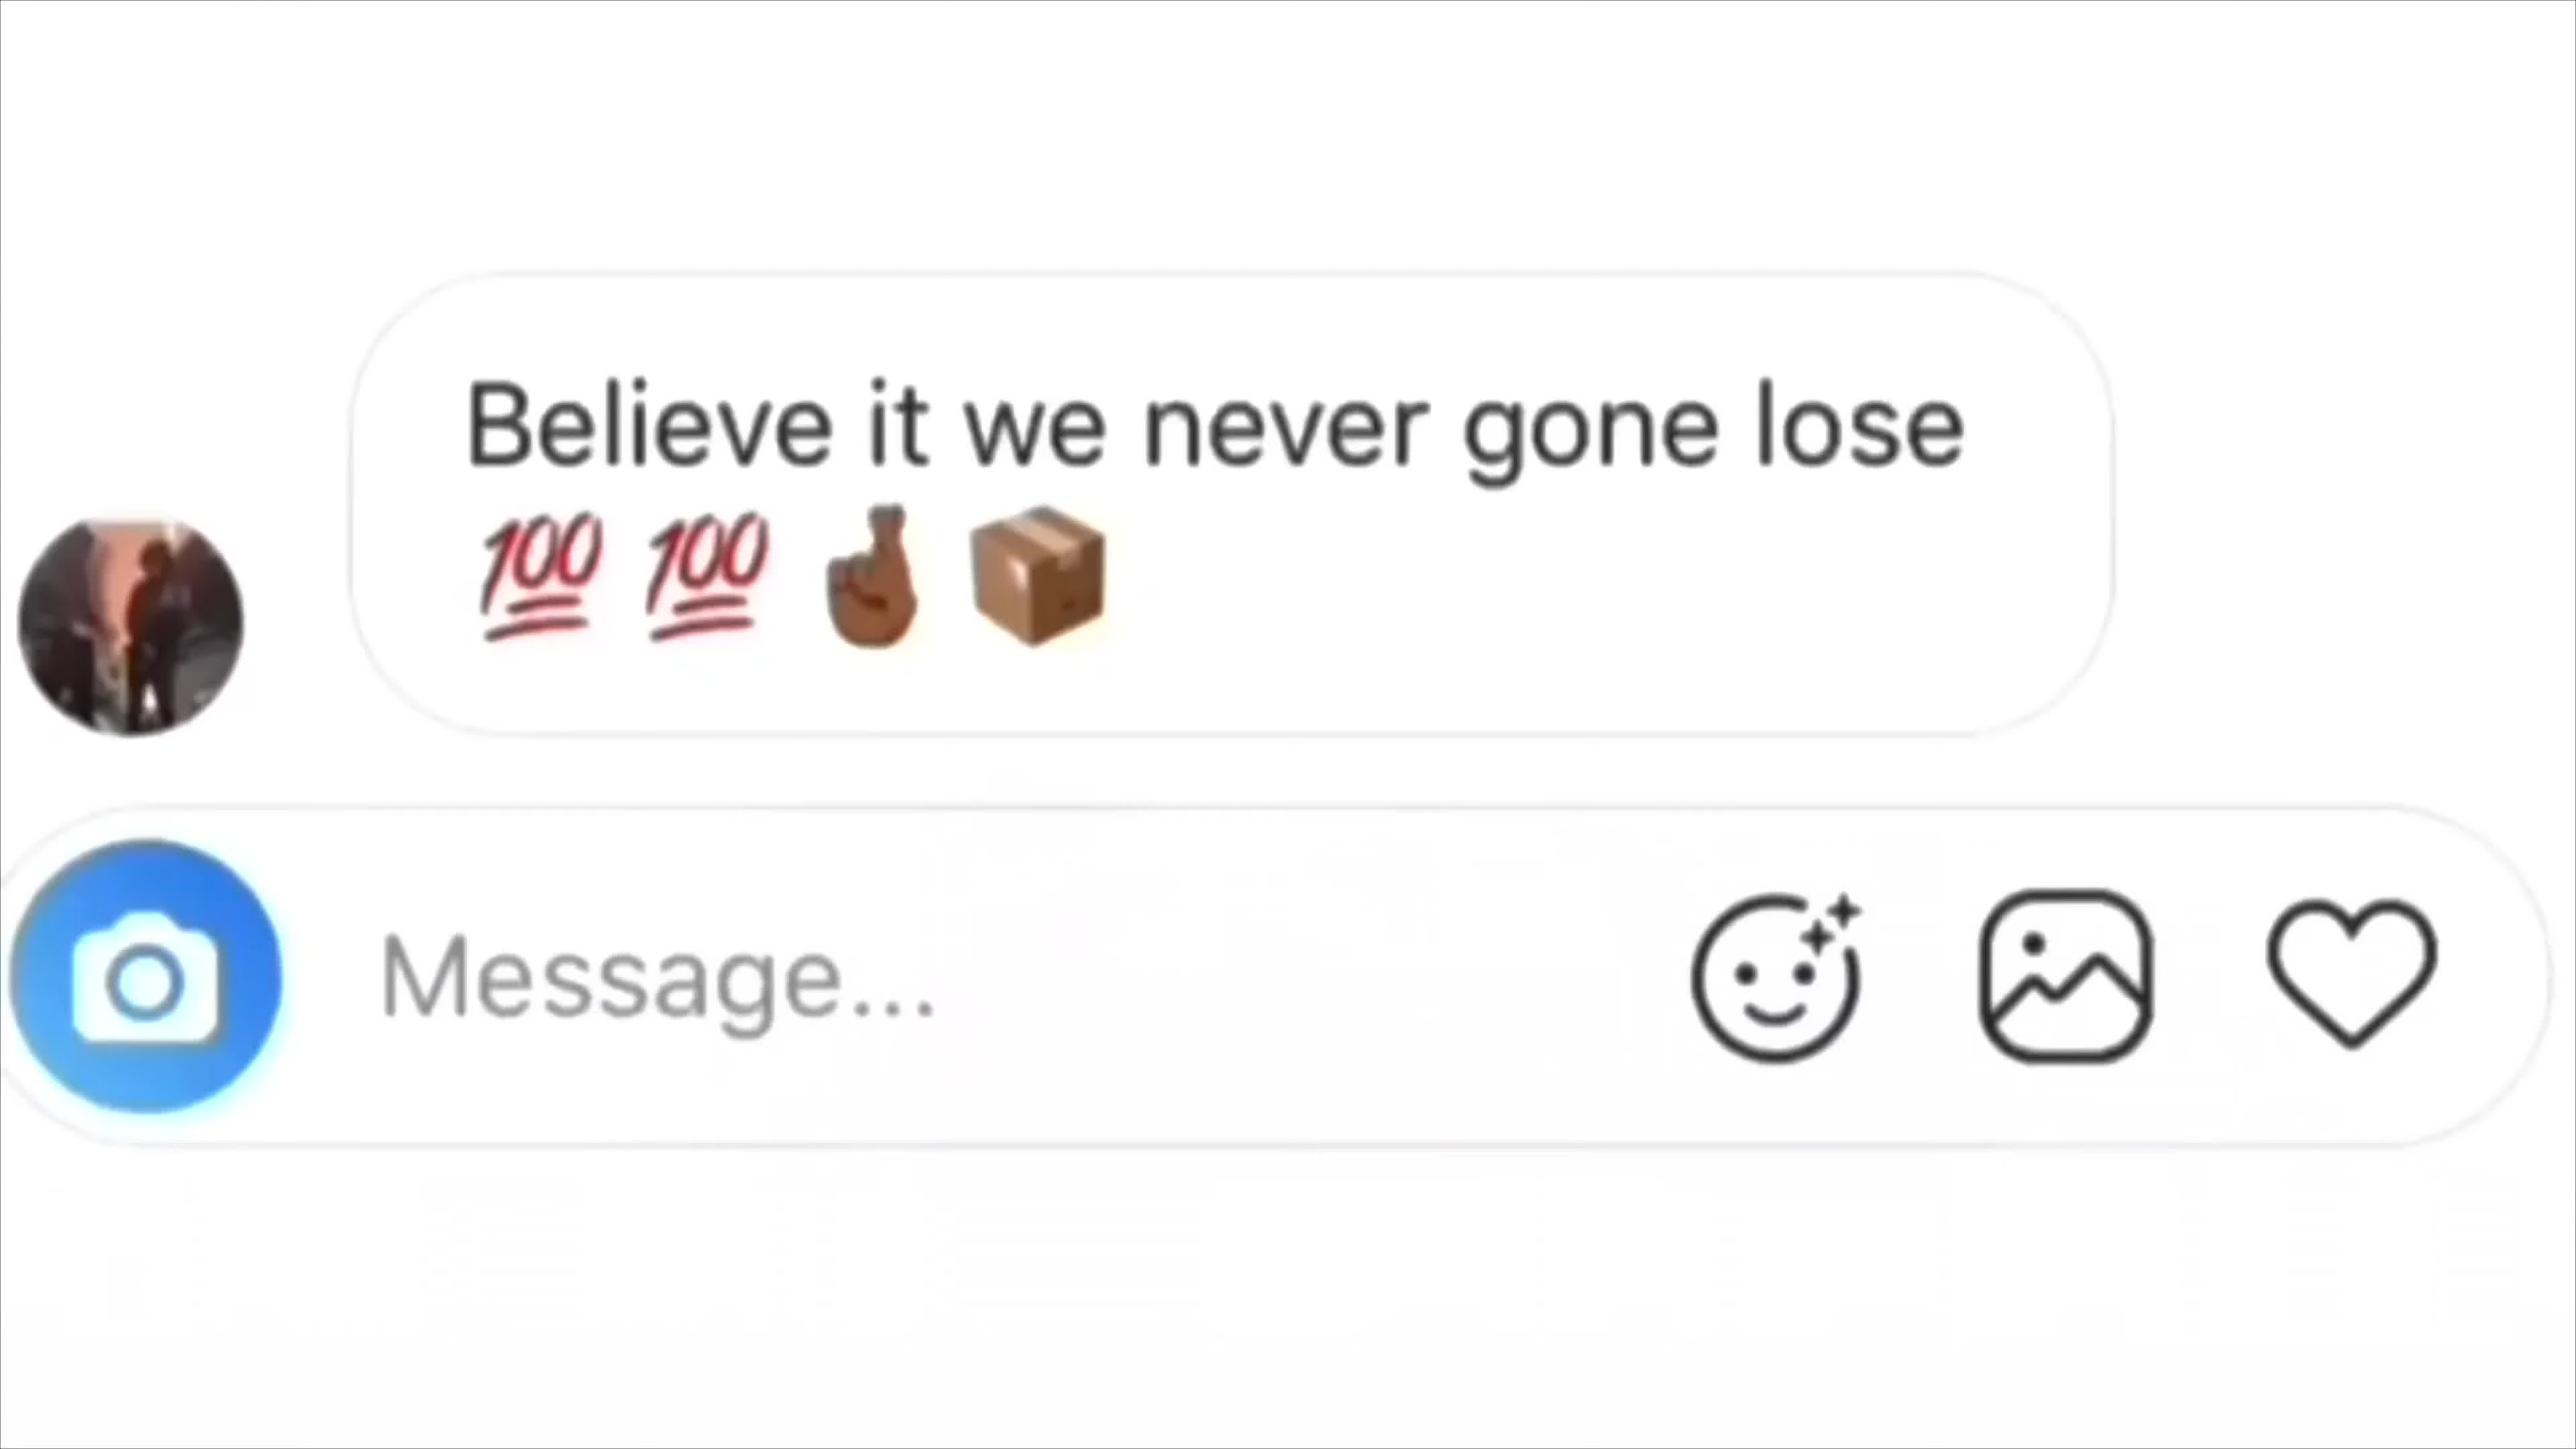 Believe it we never gone lose
💯 💯 🤞🏾 📦
Message...